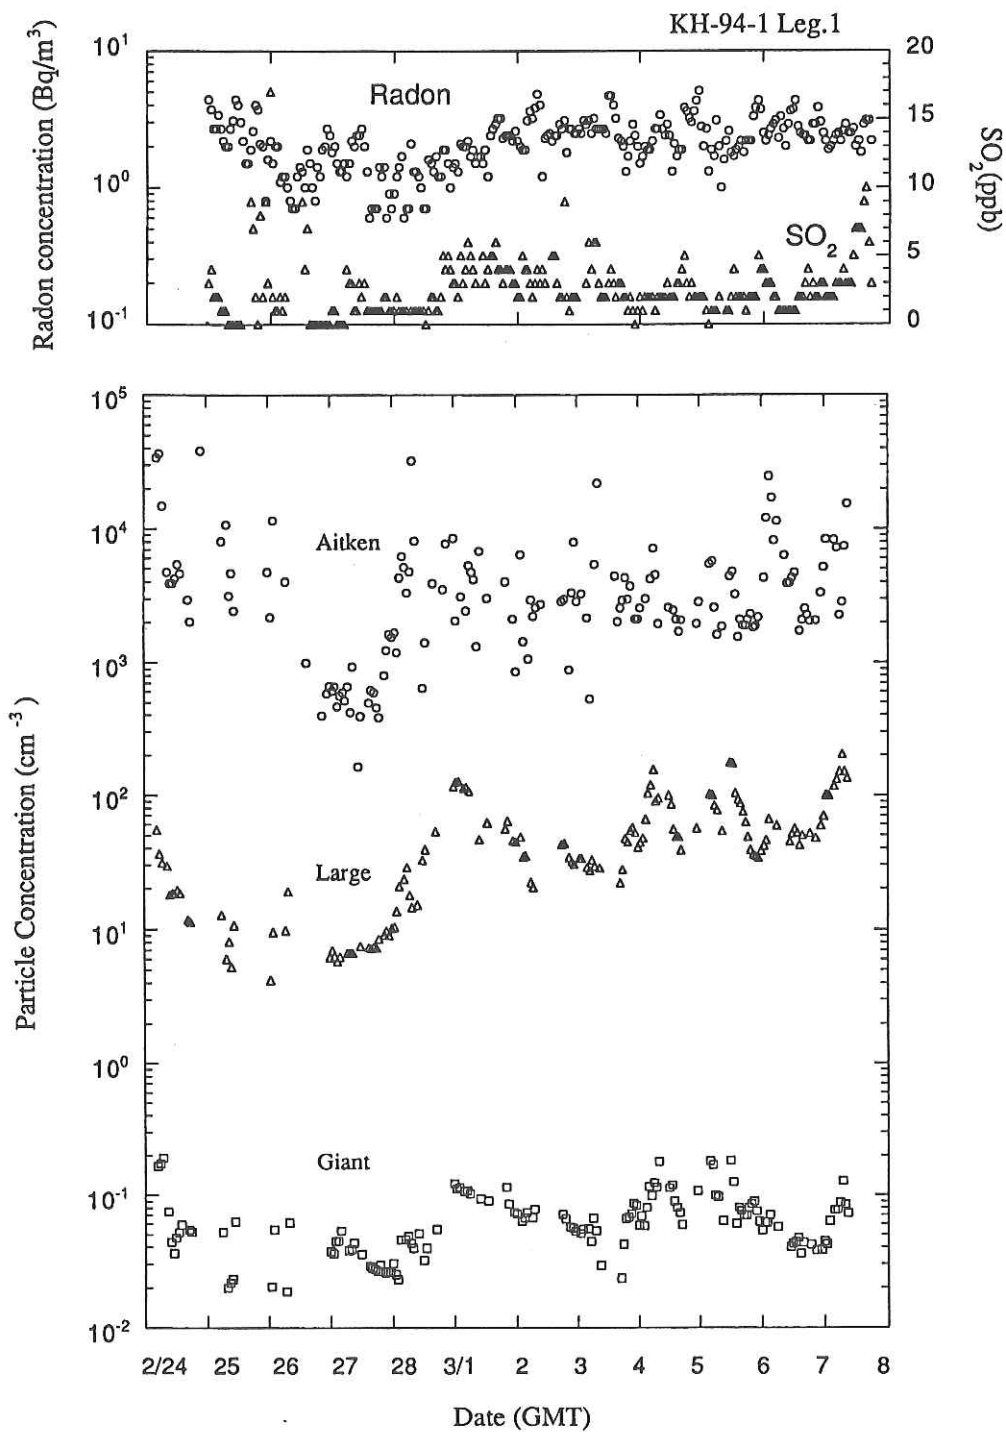 KH-94-1 Leg.1
Radon concentration (Bq/m³)
10¹
10⁰
10⁻¹
Radon
SO₂
20
15
10
5
0
SO₂(ppb)
Particle Concentration (cm⁻³)
10⁵
10⁴
10³
10²
10¹
10⁰
10⁻¹
10⁻²
Aitken
Large
Giant
2/24 25 26 27 28 3/1 2 3 4 5 6 7 8
Date (GMT)